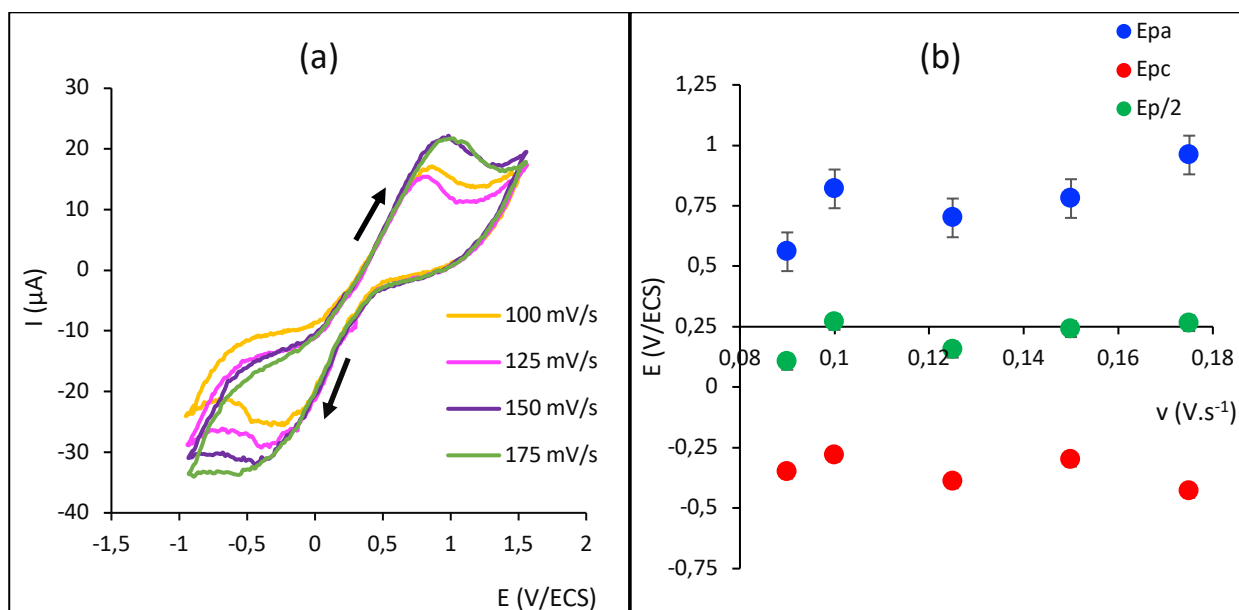 (a)
30
20
10
0
-10
-20
-30
-40
I (µA)
-1,5
-1
-0,5
0
0,5
1
1,5
2
E (V/ECS)
100 mV/s
125 mV/s
150 mV/s
175 mV/s
(b)
Epa
Epc
Ep/2
1,25
1
0,75
0,5
0,25
0
-0,25
-0,5
-0,75
E (V/ECS)
0,08
0,1
0,12
0,14
0,16
0,18
v (V.s⁻¹)